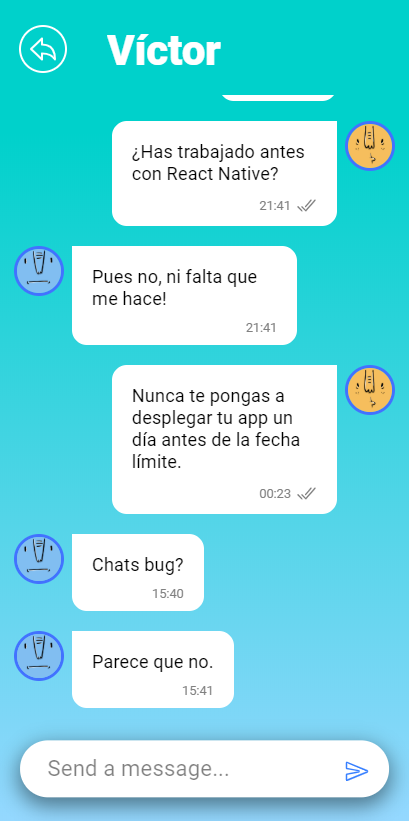 Víctor
¿Has trabajado antes
con React Native?
21:41
Pues no, ni falta que
me hace!
21:41
Nunca te pongas a
desplegar tu app un
día antes de la fecha
límite.
00:23
Chats bug?
15:40
Parece que no.
15:41
Send a message...